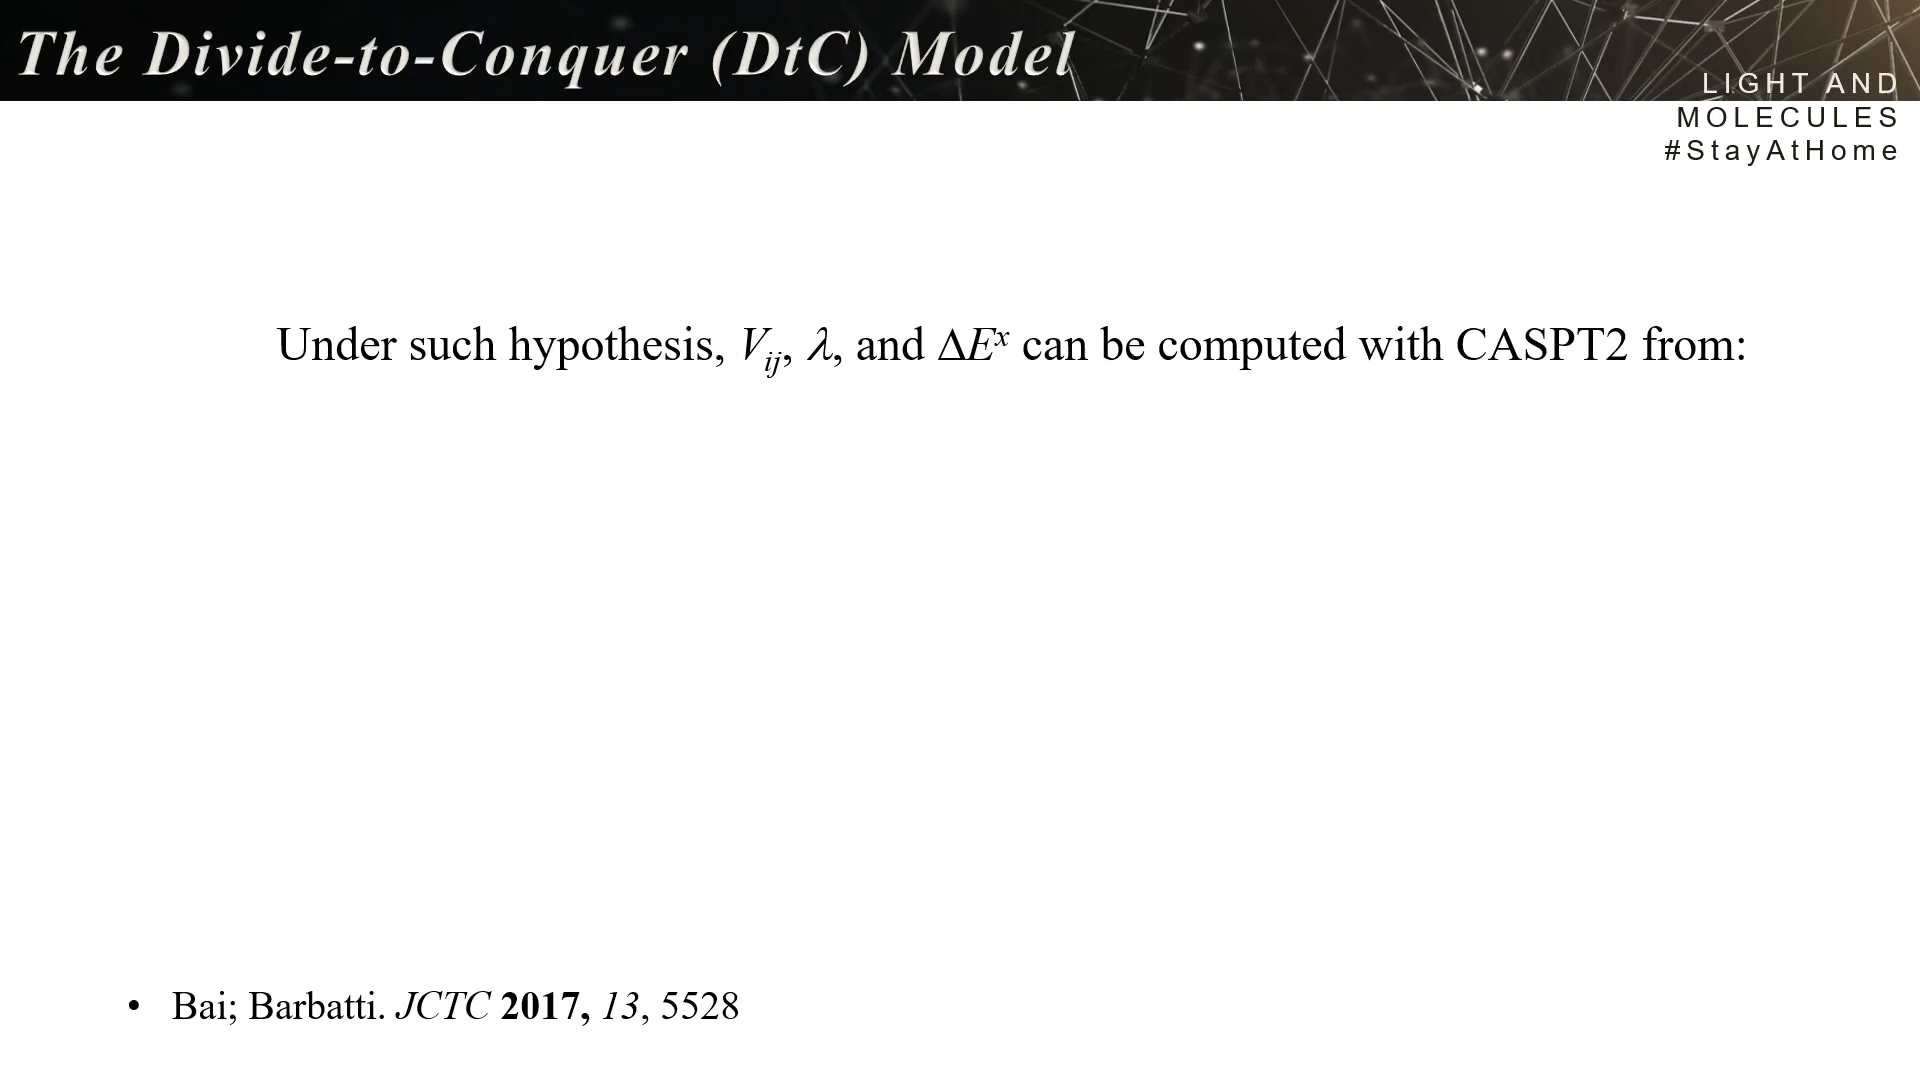 The Divide-to-Conquer (DtC) Model
LIGHT AND
MOLECULES
#StayAtHome
Under such hypothesis, Vij, λ, and ΔEx can be computed with CASPT2 from:
• Bai; Barbatti. JCTC 2017, 13, 5528